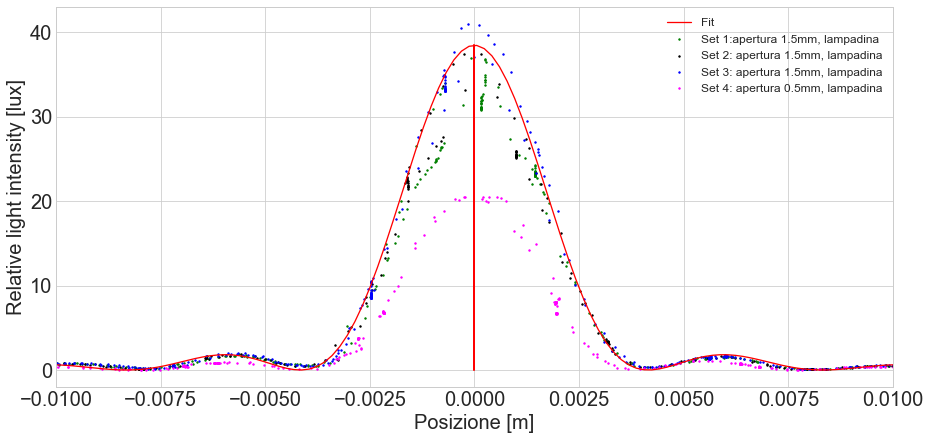 Relative light intensity [lux]
40
30
20
10
0
Fit
Set 1:apertura 1.5mm, lampadina
Set 2: apertura 1.5mm, lampadina
Set 3: apertura 1.5mm, lampadina
Set 4: apertura 0.5mm, lampadina
−0.0100 −0.0075 −0.0050 −0.0025 0.0000 0.0025 0.0050 0.0075 0.0100
Posizione [m]